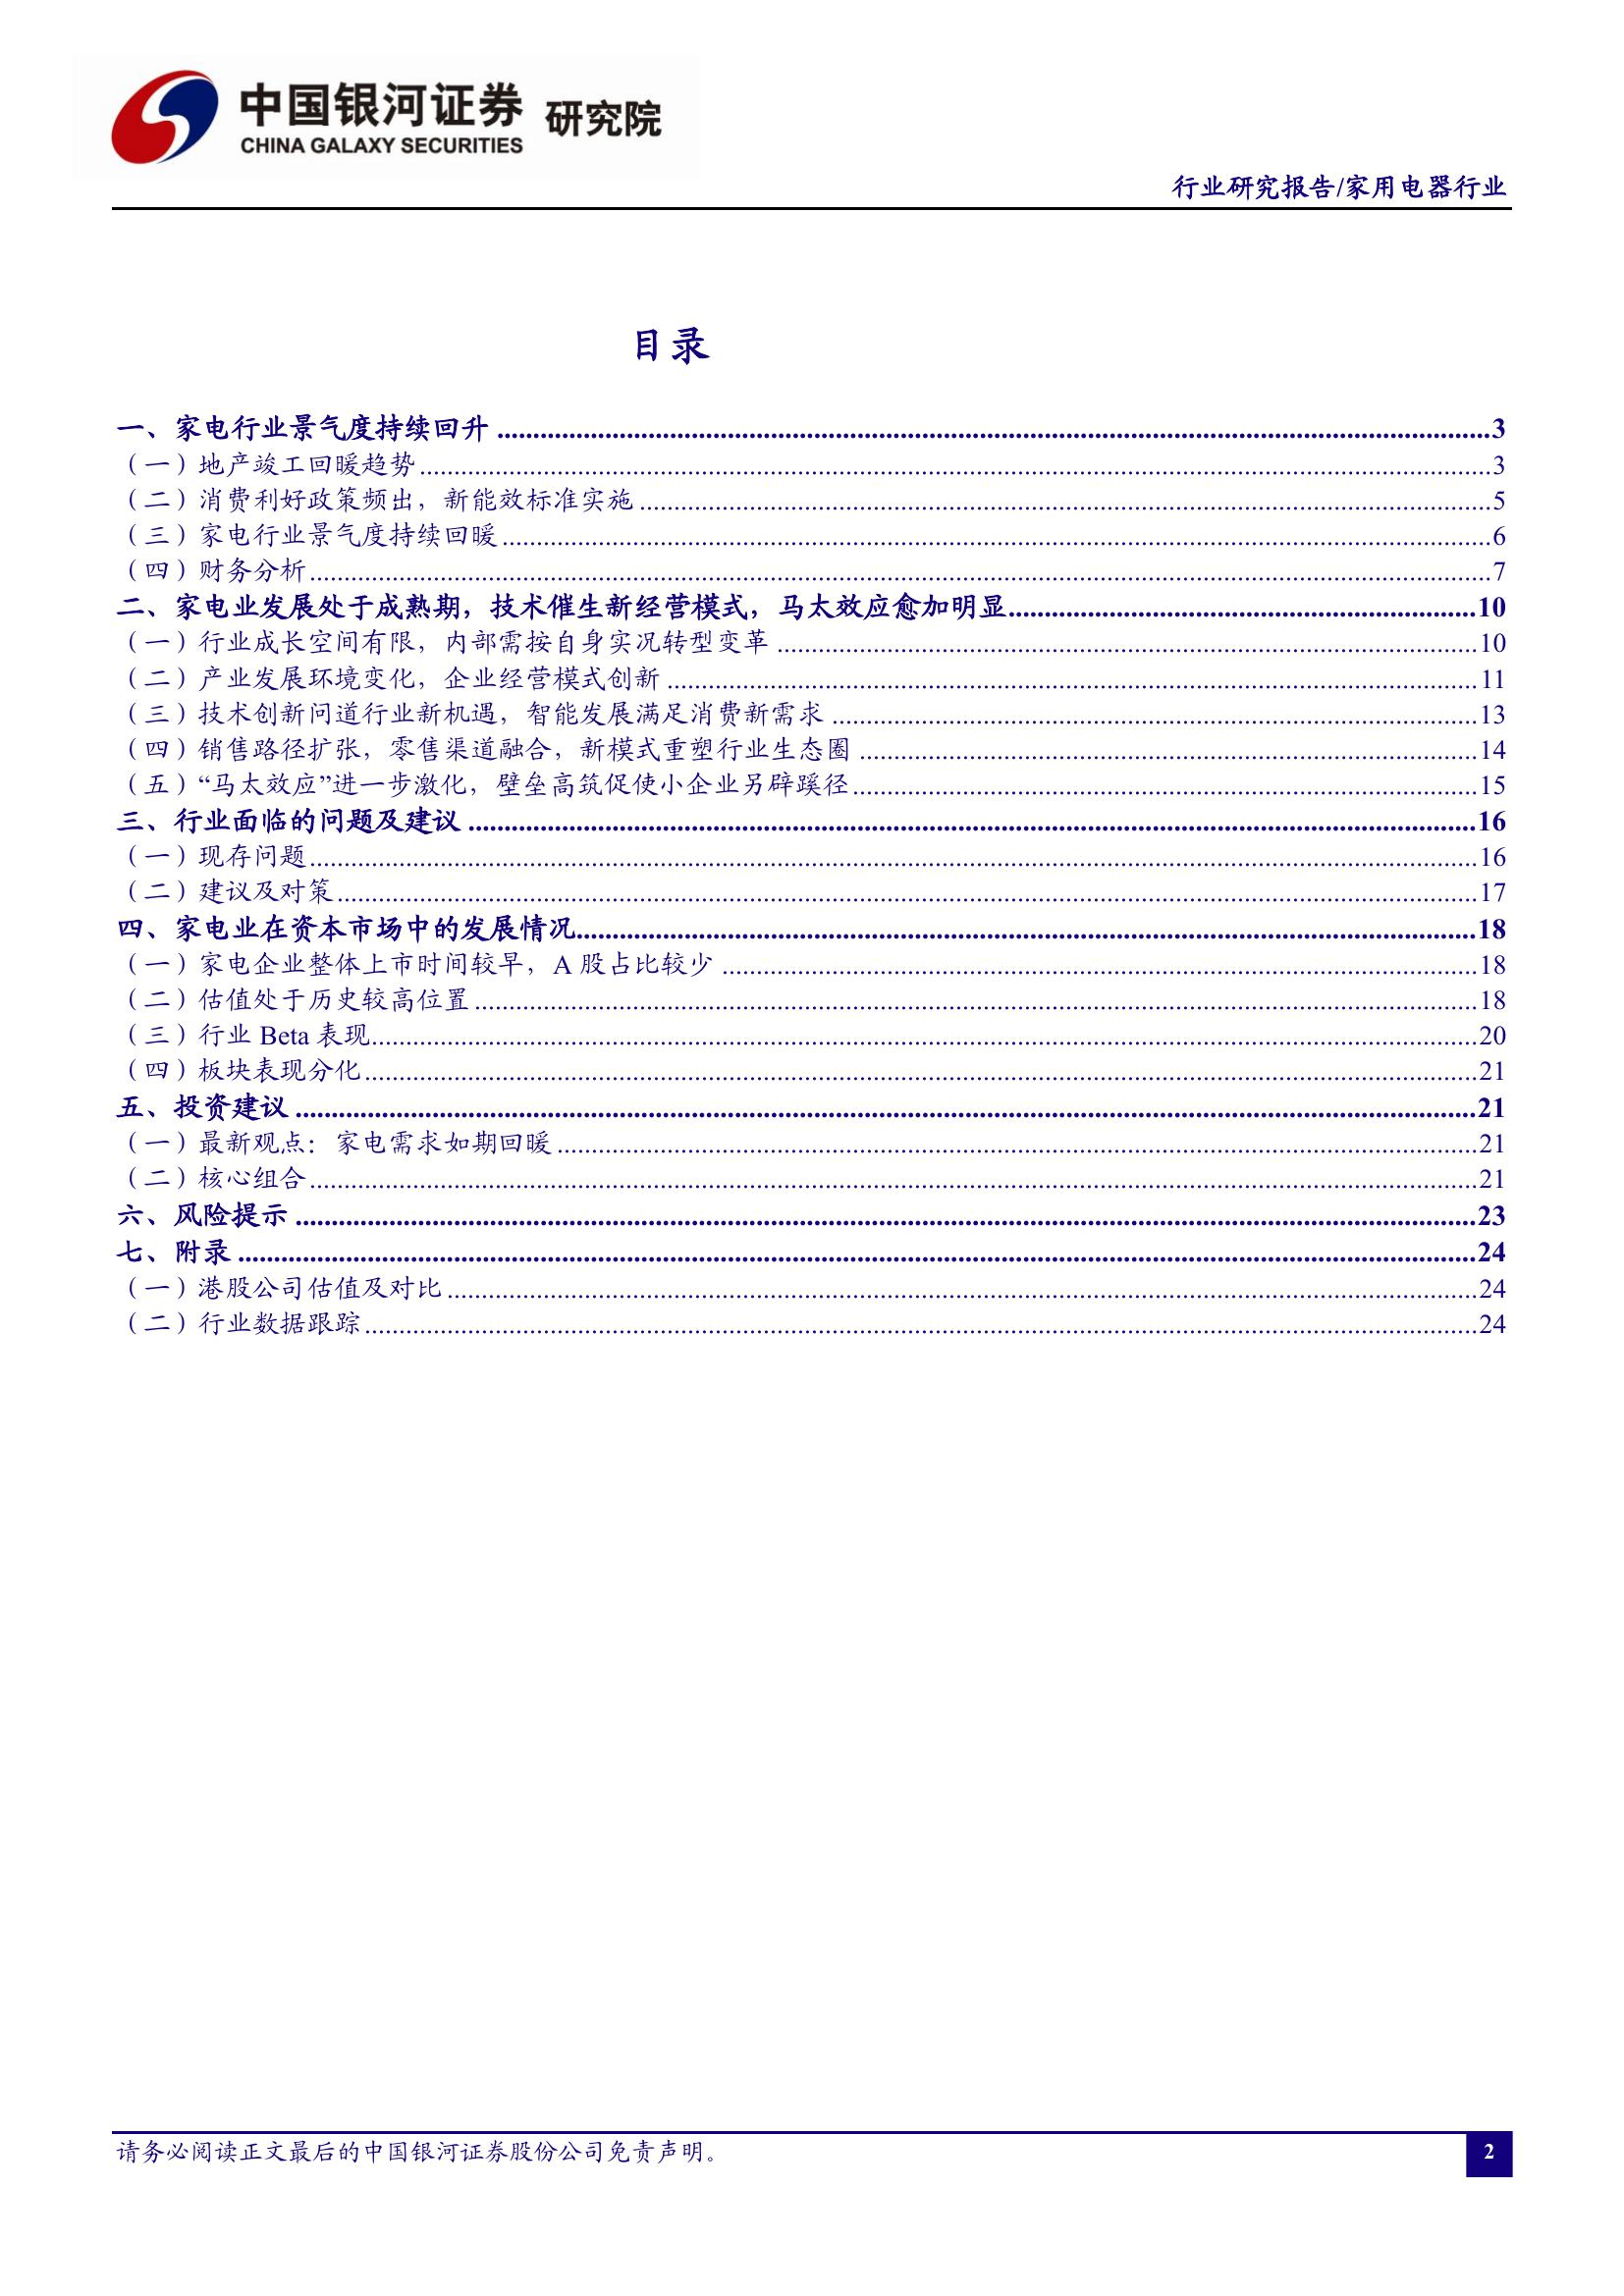 中国银河证券 研究院
CHINA GALAXY SECURITIES
行业研究报告/家用电器行业
目录
一、家电行业景气度持续回升 3
（一）地产竣工回暖趋势 3
（二）消费利好政策频出，新能效标准实施 5
（三）家电行业景气度持续回暖 6
（四）财务分析 7
二、家电业发展处于成熟期，技术催生新经营模式，马太效应愈加明显 10
（一）行业成长空间有限，内部需按自身实况转型变革 10
（二）产业发展环境变化，企业经营模式创新 11
（三）技术创新问道行业新机遇，智能发展满足消费新需求 13
（四）销售路径扩张，零售渠道融合，新模式重塑行业生态圈 14
（五）“马太效应”进一步激化，壁垒高筑促使小企业另辟蹊径 15
三、行业面临的问题及建议 16
（一）现存问题 16
（二）建议及对策 17
四、家电业在资本市场中的发展情况 18
（一）家电企业整体上市时间较早，A 股占比较少 18
（二）估值处于历史较高位置 18
（三）行业 Beta 表现 20
（四）板块表现分化 21
五、投资建议 21
（一）最新观点：家电需求如期回暖 21
（二）核心组合 21
六、风险提示 23
七、附录 24
（一）港股公司估值及对比 24
（二）行业数据跟踪 24
请务必阅读正文最后的中国银河证券股份公司免责声明。
2